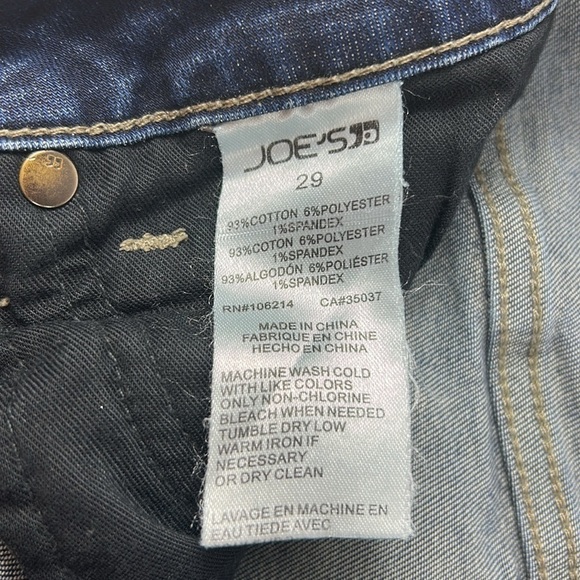 JOE'S
29
93%COTTON 6%POLYESTER
1%SPANDEX
93%COTON 6%POLYESTER
1%SPANDEX
93%ALGODÓN 6%POLIÉSTER
1%SPANDEX
RN#106214 CA#35037
MADE IN CHINA
FABRIQUE EN CHINE
HECHO EN CHINA
MACHINE WASH COLD
WITH LIKE COLORS
ONLY NON-CHLORINE
BLEACH WHEN NEEDED
TUMBLE DRY LOW
WARM IRON IF
NECESSARY
OR DRY CLEAN
LAVAGE EN MACHINE EN
EAU TIEDE AVEC